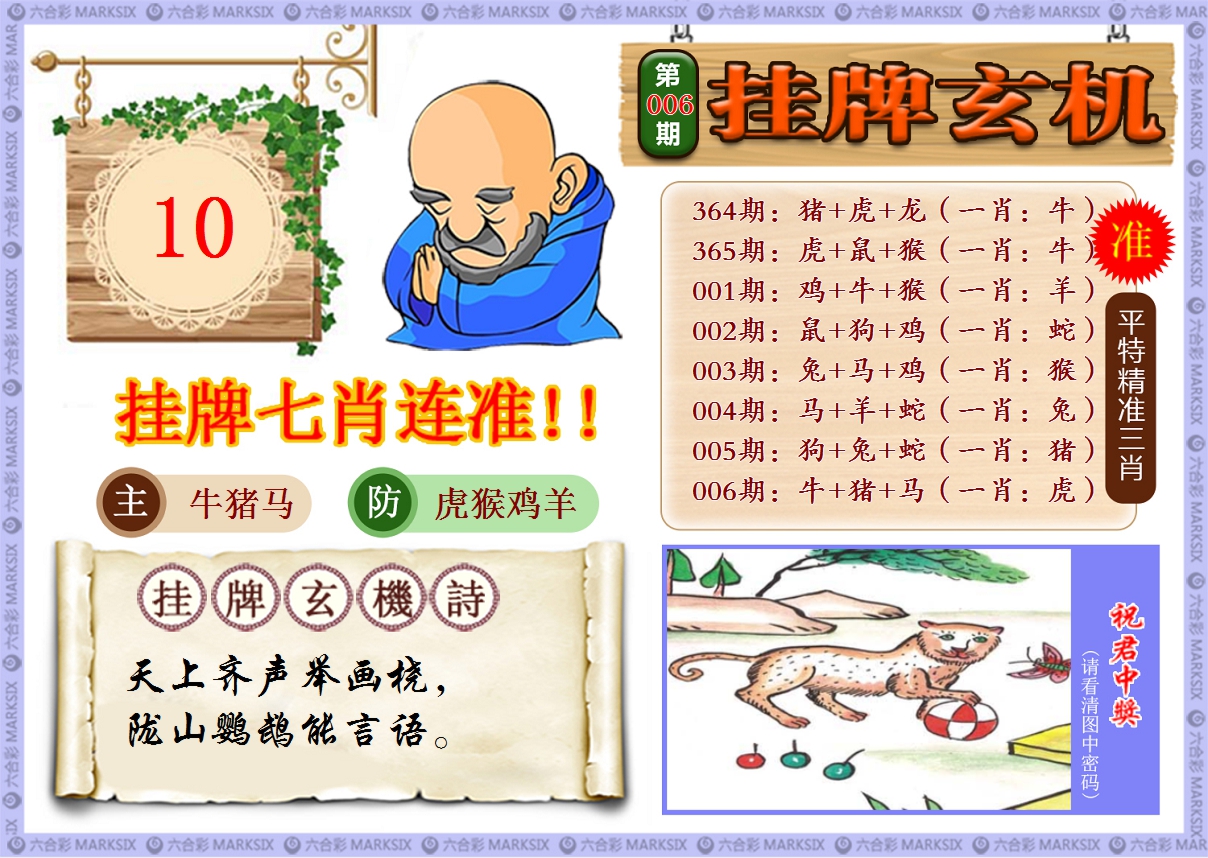 六合彩 MARKSIX
10
挂牌七肖连准!!
主 牛猪马
防 虎猴鸡羊
挂牌玄機詩
天上齐声举画桡，
陇山鹦鹉能言语。
第
006
期
挂牌玄机
364期：猪+虎+龙（一肖：牛）
365期：虎+鼠+猴（一肖：牛）
001期：鸡+牛+猴（一肖：羊）
002期：鼠+狗+鸡（一肖：蛇）
003期：兔+马+鸡（一肖：猴）
004期：马+羊+蛇（一肖：兔）
005期：狗+兔+蛇（一肖：猪）
006期：牛+猪+马（一肖：虎）
准
平特精准三肖
祝君中奖
（请看清图中密码）